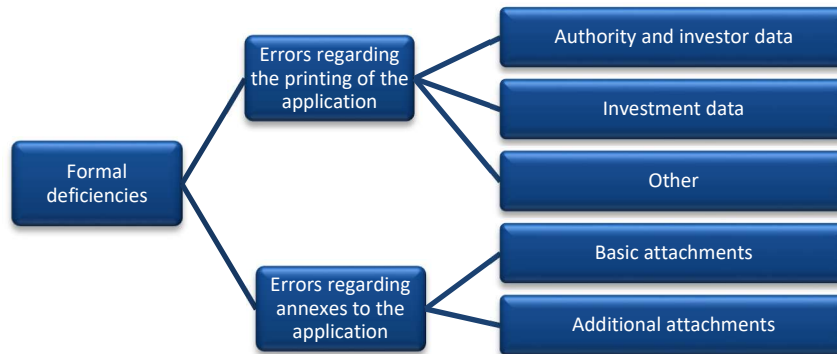 Formal
deficiencies
Errors regarding
the printing of the
application
Authority and investor data
Investment data
Other
Errors regarding
annexes to the
application
Basic attachments
Additional attachments